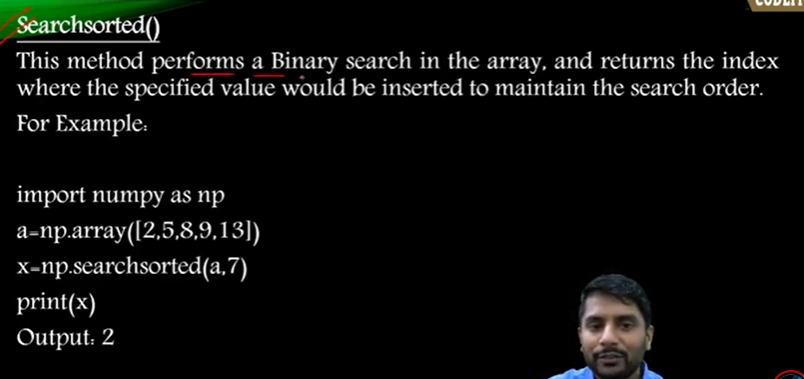 Searchsorted()
This method performs a Binary search in the array, and returns the index
where the specified value would be inserted to maintain the search order.
For Example:
import numpy as np
a=np.array([2,5,8,9,13])
x=np.searchsorted(a,7)
print(x)
Output: 2